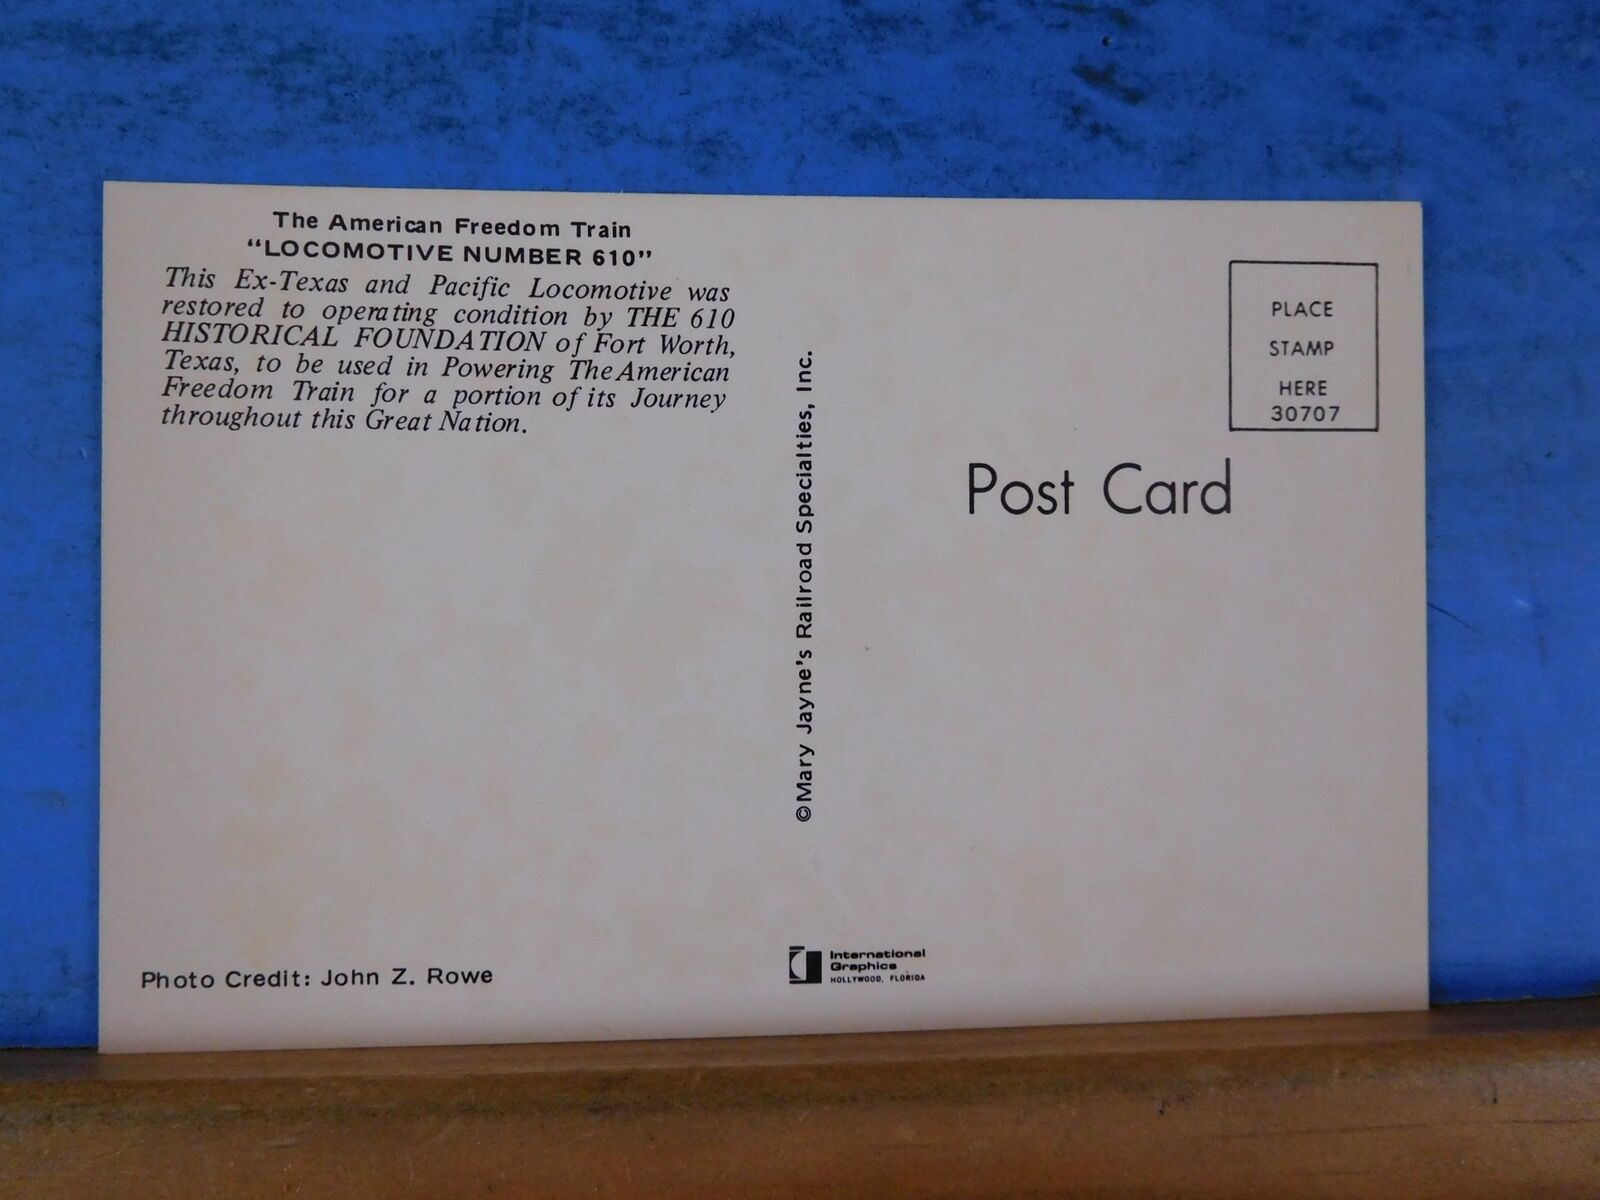 The American Freedom Train
“LOCOMOTIVE NUMBER 610”
This Ex-Texas and Pacific Locomotive was
restored to operating condition by THE 610
HISTORICAL FOUNDATION of Fort Worth,
Texas, to be used in Powering The American
Freedom Train for a portion of its Journey
throughout this Great Nation.
Photo Credit: John Z. Rowe
©Mary Jayne's Railroad Specialties, Inc.
International
Graphics
HOLLYWOOD, FLORIDA
PLACE
STAMP
HERE
30707
Post Card